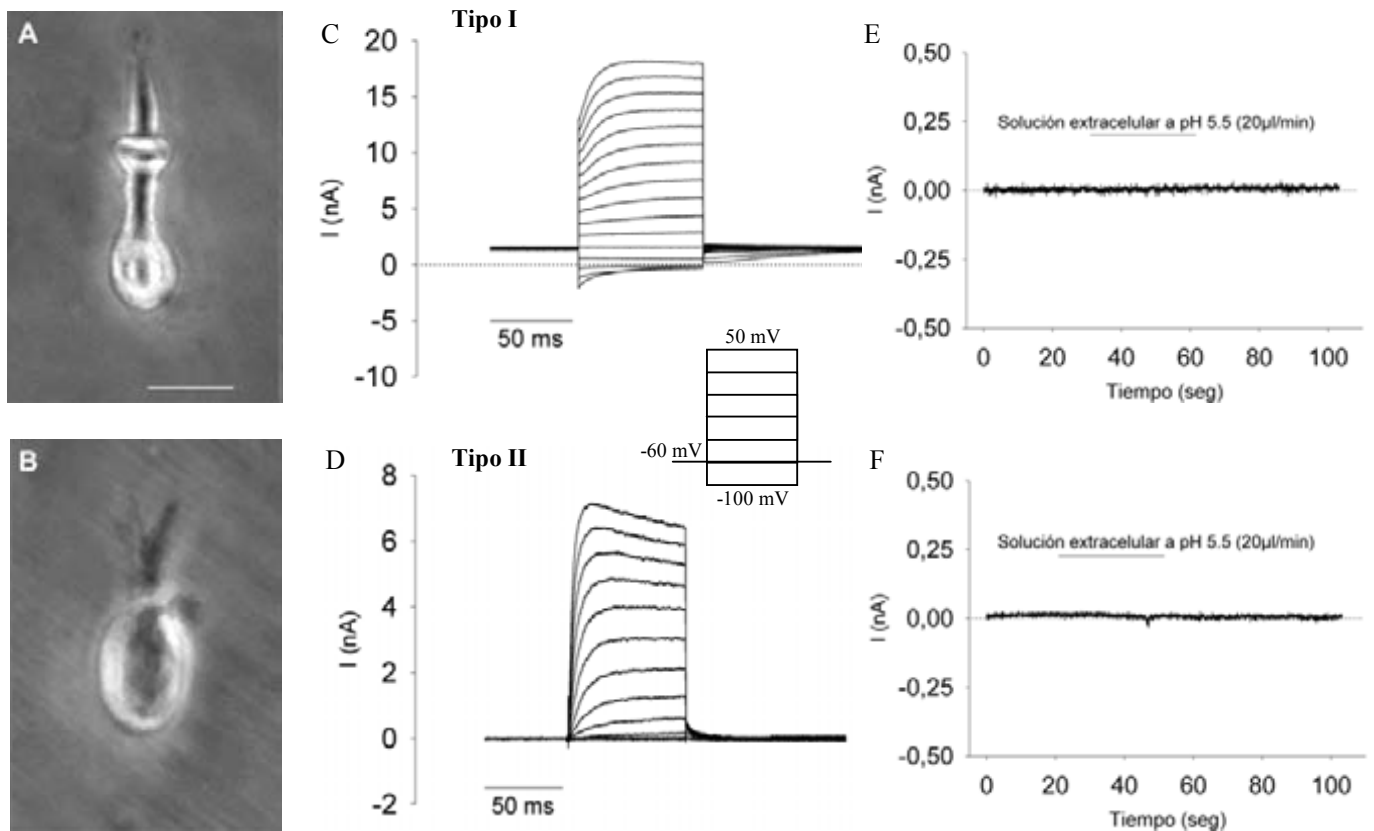 A
B
C
Tipo I
20
15
10
5
0
-5
-10
I (nA)
50 ms
50 mV
-60 mV
-100 mV
D
Tipo II
8
6
4
2
0
-2
I (nA)
50 ms
E
0,50
0,25
0,00
-0,25
-0,50
I (nA)
Solución extracelular a pH 5.5 (20µl/min)
0 20 40 60 80 100
Tiempo (seg)
F
0,50
0,25
0,00
-0,25
-0,50
I (nA)
Solución extracelular a pH 5.5 (20µl/min)
0 20 40 60 80 100
Tiempo (seg)